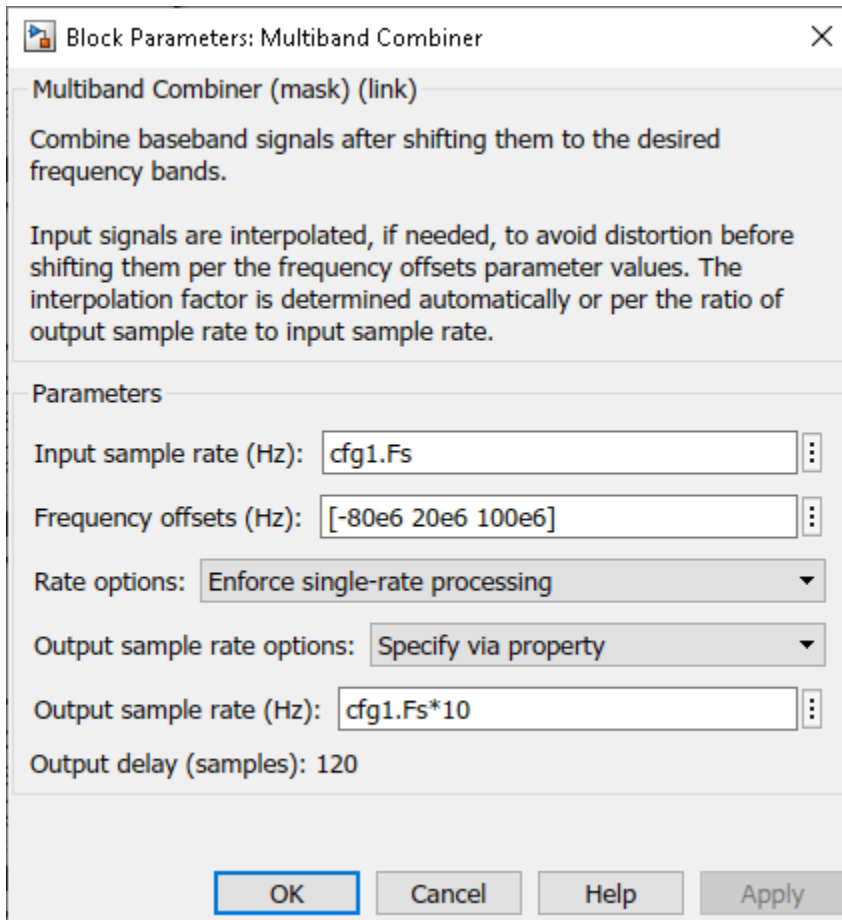 Block Parameters: Multiband Combiner
Multiband Combiner (mask) (link)
Combine baseband signals after shifting them to the desired
frequency bands.
Input signals are interpolated, if needed, to avoid distortion before
shifting them per the frequency offsets parameter values. The
interpolation factor is determined automatically or per the ratio of
output sample rate to input sample rate.
Parameters
Input sample rate (Hz): cfg1.Fs
Frequency offsets (Hz): [-80e6 20e6 100e6]
Rate options: Enforce single-rate processing
Output sample rate options: Specify via property
Output sample rate (Hz): cfg1.Fs*10
Output delay (samples): 120
OK Cancel Help Apply